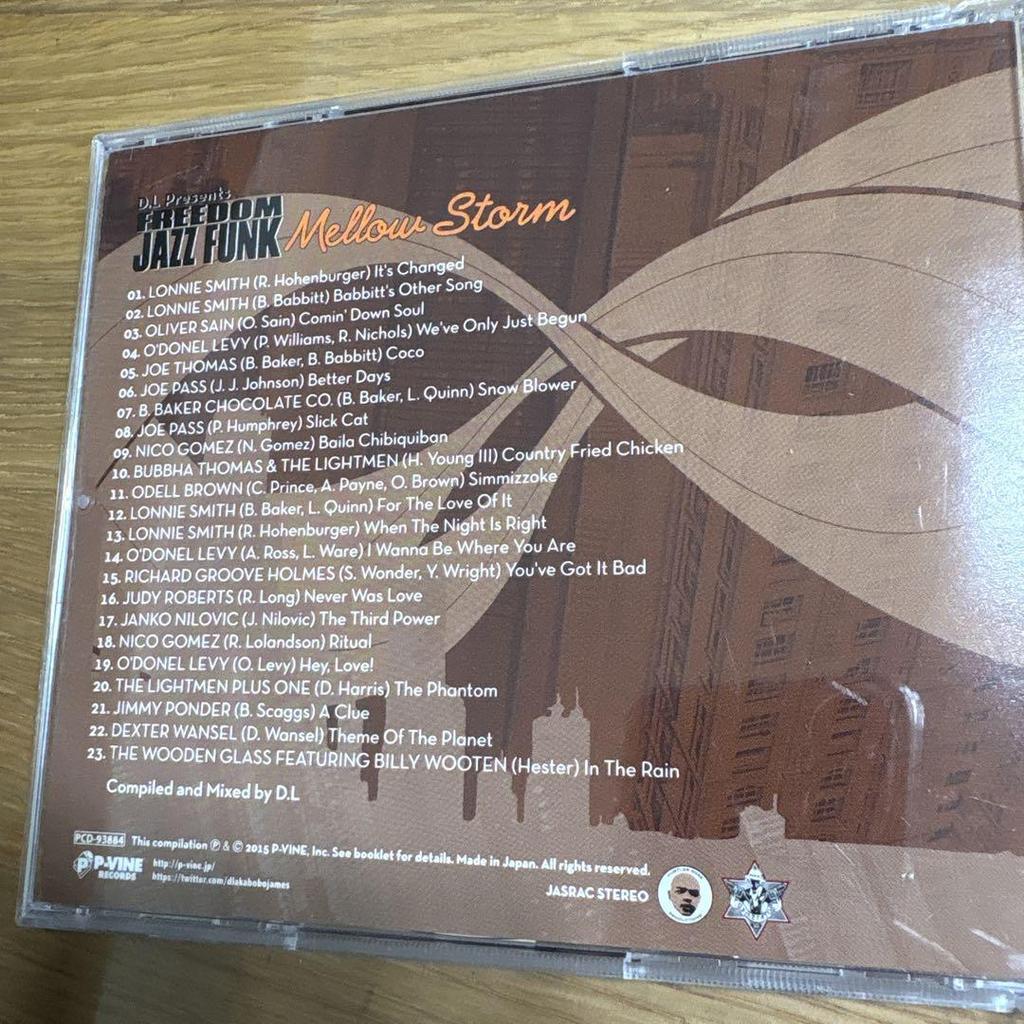 D.L. Presents
FREEDOM
JAZZ FUNK
Mellow Storm
01. LONNIE SMITH (R. Hohenburger) It's Changed
02. LONNIE SMITH (B. Babbitt) Babbitt's Other Song
03. OLIVER SAIN (O. Sain) Comin' Down Soul
04. O'DONEL LEVY (P. Williams, R. Nichols) We've Only Just Begun
05. JOE THOMAS (B. Baker, B. Babbitt) Coco
06. JOE PASS (J. J. Johnson) Better Days
07. B. BAKER CHOCOLATE CO. (B. Baker, L. Quinn) Snow Blower
08. JOE PASS (P. Humphrey) Slick Cat
09. NICO GOMEZ (N. Gomez) Baila Chibiquiban
10. BUBBHA THOMAS & THE LIGHTMEN (H. Young III) Country Fried Chicken
11. ODELL BROWN (C. Prince, A. Payne, O. Brown) Simmizzoke
12. LONNIE SMITH (B. Baker, L. Quinn) For The Love Of It
13. LONNIE SMITH (R. Hohenburger) When The Night Is Right
14. O'DONEL LEVY (A. Ross, L. Ware) I Wanna Be Where You Are
15. RICHARD GROOVE HOLMES (S. Wonder, Y. Wright) You've Got It Bad
16. JUDY ROBERTS (R. Long) Never Was Love
17. JANKO NILOVIC (J. Nilovic) The Third Power
18. NICO GOMEZ (R. Lolandson) Ritual
19. O'DONEL LEVY (O. Levy) Hey, Love!
20. THE LIGHTMEN PLUS ONE (D. Harris) The Phantom
21. JIMMY PONDER (B. Scaggs) A Clue
22. DEXTER WANSEL (D. Wansel) Theme Of The Planet
23. THE WOODEN GLASS FEATURING BILLY WOOTEN (Hester) In The Rain
Compiled and Mixed by D.L
PCD-93884 This compilation ℗ & © 2015 P-VINE, Inc. See booklet for details. Made in Japan. All rights reserved.
P-VINE RECORDS
http://p-vine.jp/
https://twitter.com/diakabobojames
JASRAC STEREO